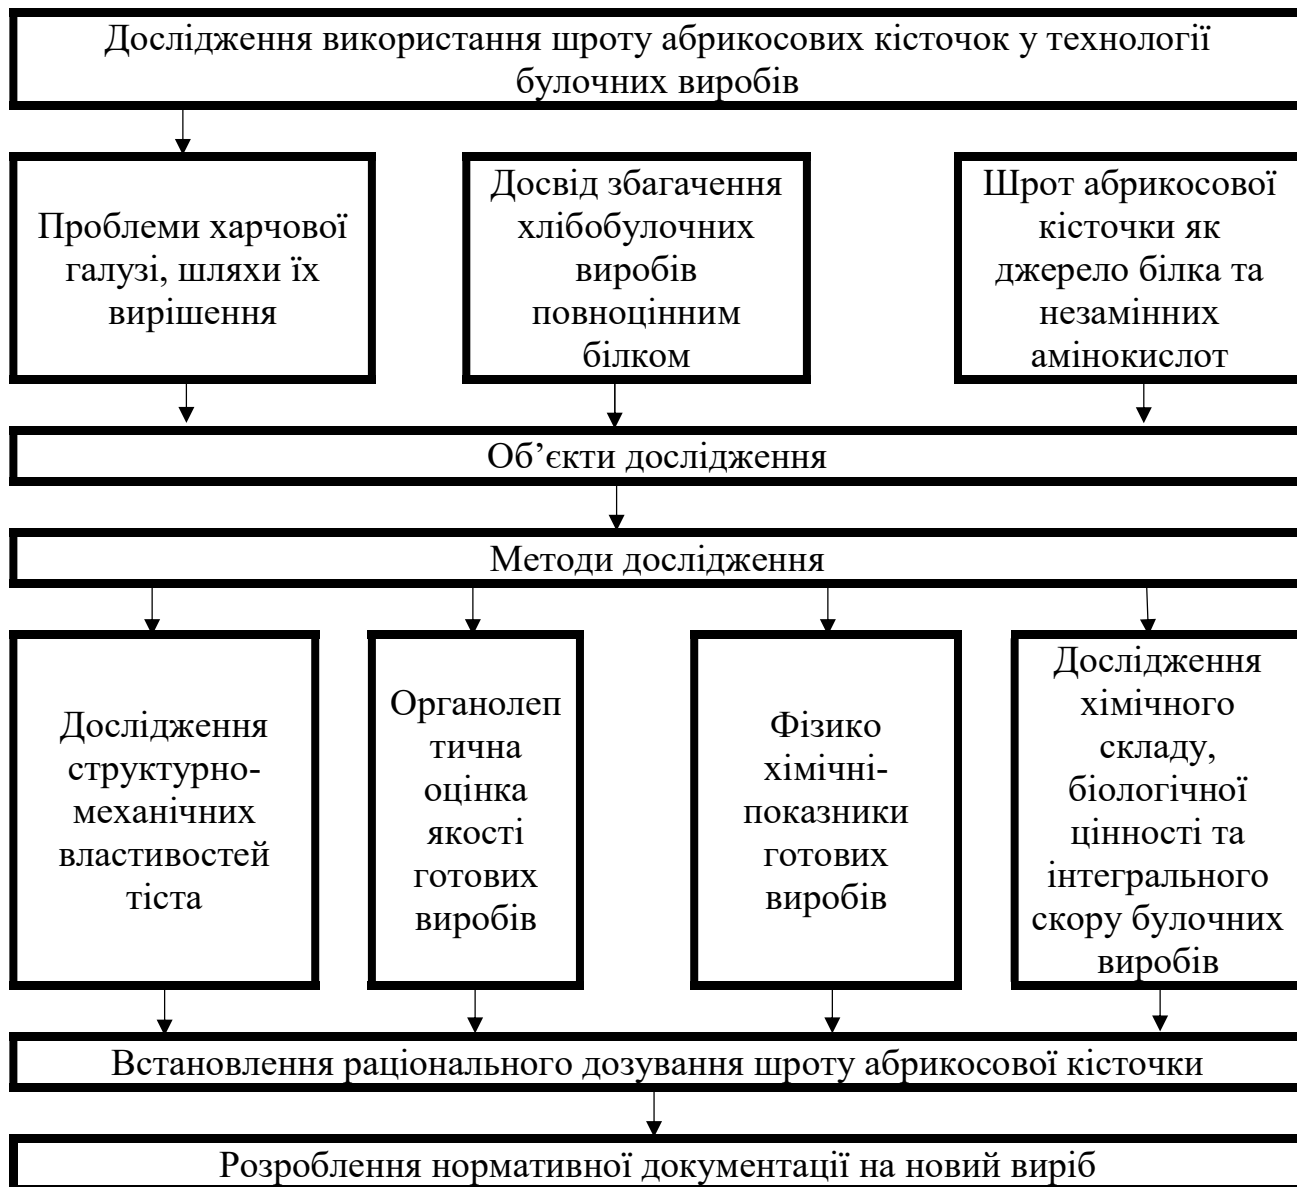 Дослідження використання шроту абрикосових кісточок у технології
булочних виробів
Проблеми харчової
галузі, шляхи їх
вирішення
Досвід збагачення
хлібобулочних
виробів
повноцінним
білком
Шрот абрикосової
кісточки як
джерело білка та
незамінних
амінокислот
Об’єкти дослідження
Методи дослідження
Дослідження
структурно-
механічних
властивостей
тіста
Органолеп
тична
оцінка
якості
готових
виробів
Фізико
хімічні-
показники
готових
виробів
Дослідження
хімічного
складу,
біологічної
цінності та
інтегрального
скору булочних
виробів
Встановлення раціонального дозування шроту абрикосової кісточки
Розроблення нормативної документації на новий виріб